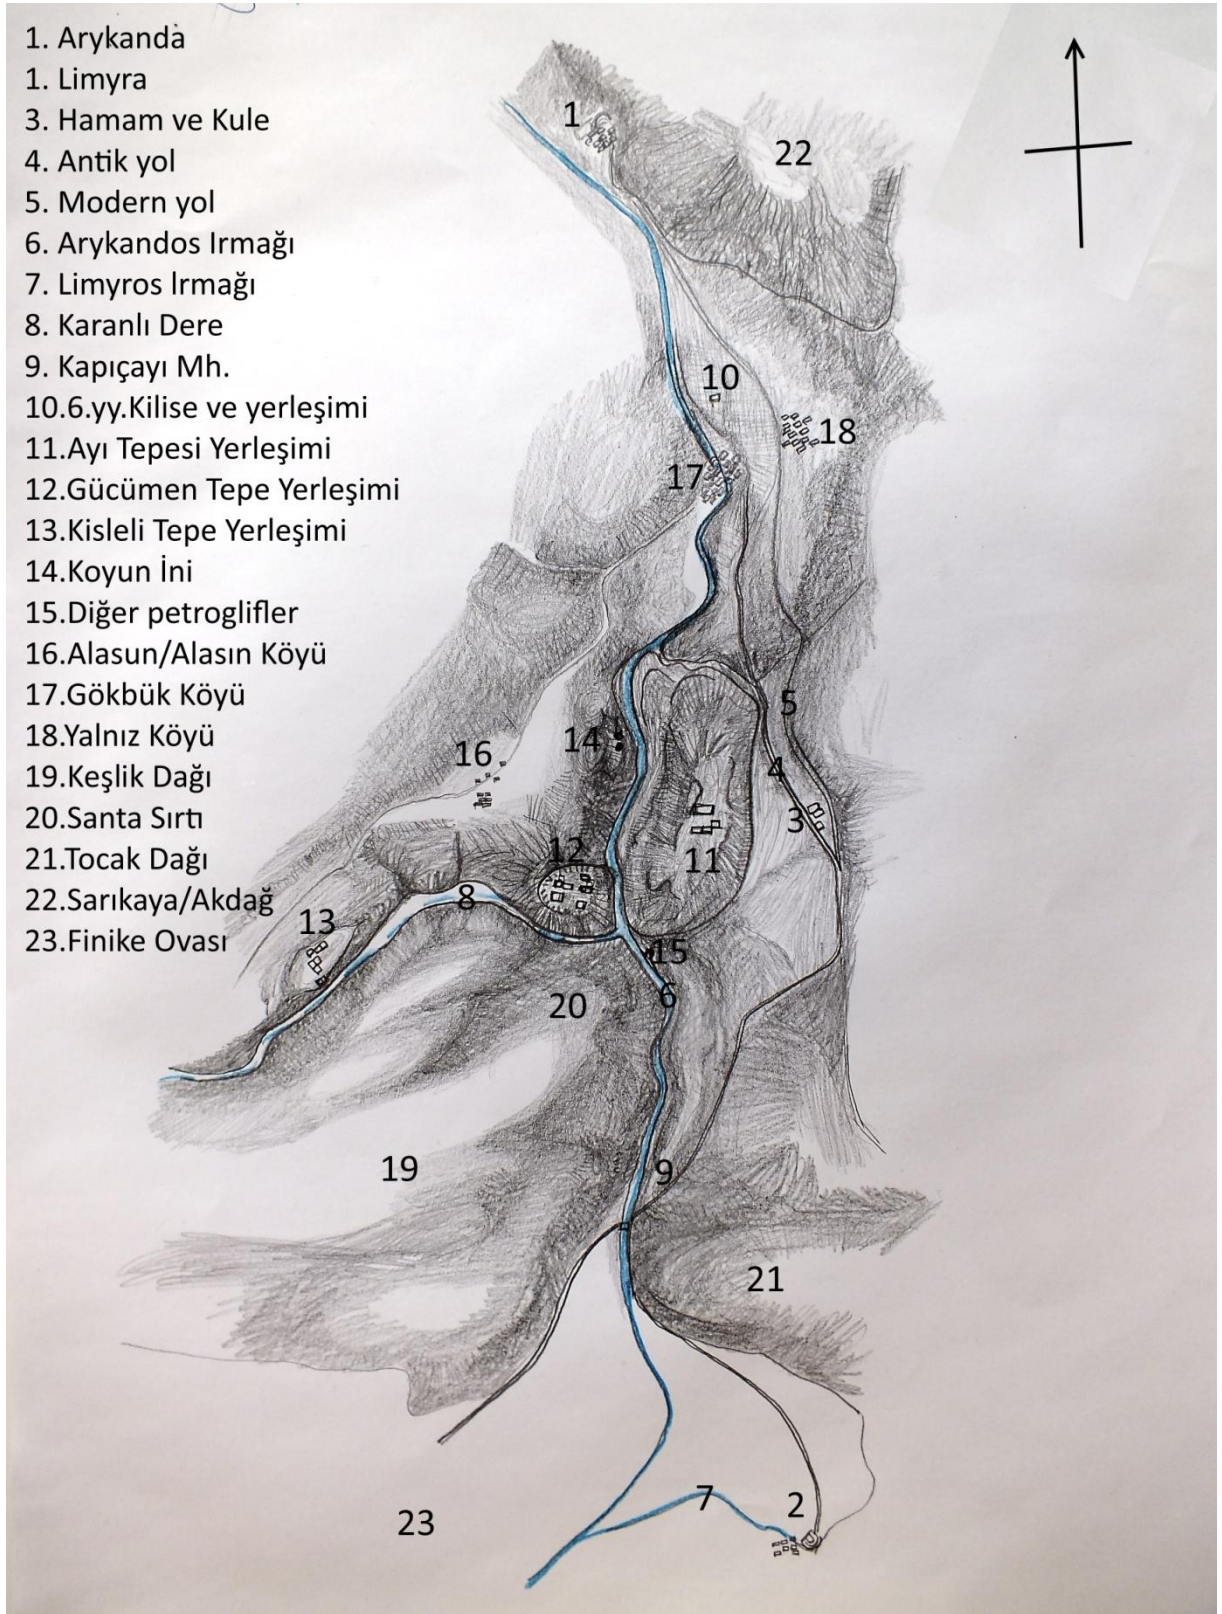 1. Arykanda
1. Limyra
3. Hamam ve Kule
4. Antik yol
5. Modern yol
6. Arykandos Irmağı
7. Limyros Irmağı
8. Karanlı Dere
9. Kapıçayı Mh.
10.6.yy.Kilise ve yerleşimi
11.Ayı Tepesi Yerleşimi
12.Gücümen Tepe Yerleşimi
13.Kisleli Tepe Yerleşimi
14.Koyun İni
15.Diğer petroglifler
16.Alasun/Alasın Köyü
17.Gökbük Köyü
18.Yalnız Köyü
19.Keşlik Dağı
20.Santa Sırtı
21.Tocak Dağı
22.Sarıkaya/Akdağ
23.Finike Ovası
1
22
10
18
17
5
14
16
4
3
12
11
8
13
15
6
20
9
19
21
7
2
23